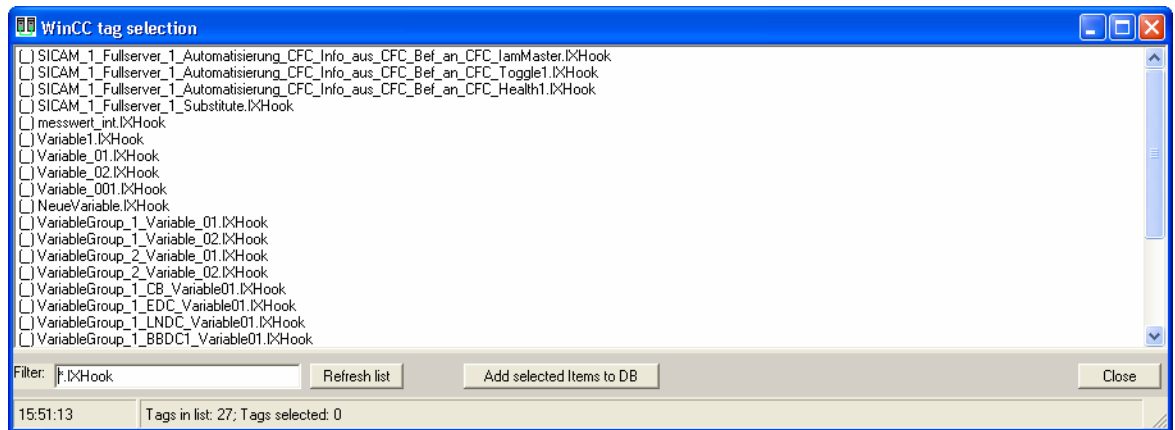 WinCC tag selection
[_] SICAM_1_Fullserver_1_Automatisierung_CFC_Info_aus_CFC_Bef_an_CFC_IamMaster.IXHook
[_] SICAM_1_Fullserver_1_Automatisierung_CFC_Info_aus_CFC_Bef_an_CFC_Toggle1.IXHook
[_] SICAM_1_Fullserver_1_Automatisierung_CFC_Info_aus_CFC_Bef_an_CFC_Health1.IXHook
[_] SICAM_1_Fullserver_1_Substitute.IXHook
[_] messwert_int.IXHook
[_] Variable1.IXHook
[_] Variable_01.IXHook
[_] Variable_02.IXHook
[_] Variable_001.IXHook
[_] NeueVariable.IXHook
[_] VariableGroup_1_Variable_01.IXHook
[_] VariableGroup_1_Variable_02.IXHook
[_] VariableGroup_2_Variable_01.IXHook
[_] VariableGroup_2_Variable_02.IXHook
[_] VariableGroup_1_CB_Variable01.IXHook
[_] VariableGroup_1_EDC_Variable01.IXHook
[_] VariableGroup_1_LNDC_Variable01.IXHook
[_] VariableGroup_1_BBDC1_Variable01.IXHook
Filter: *.IXHook Refresh list Add selected Items to DB Close
15:51:13 Tags in list: 27; Tags selected: 0